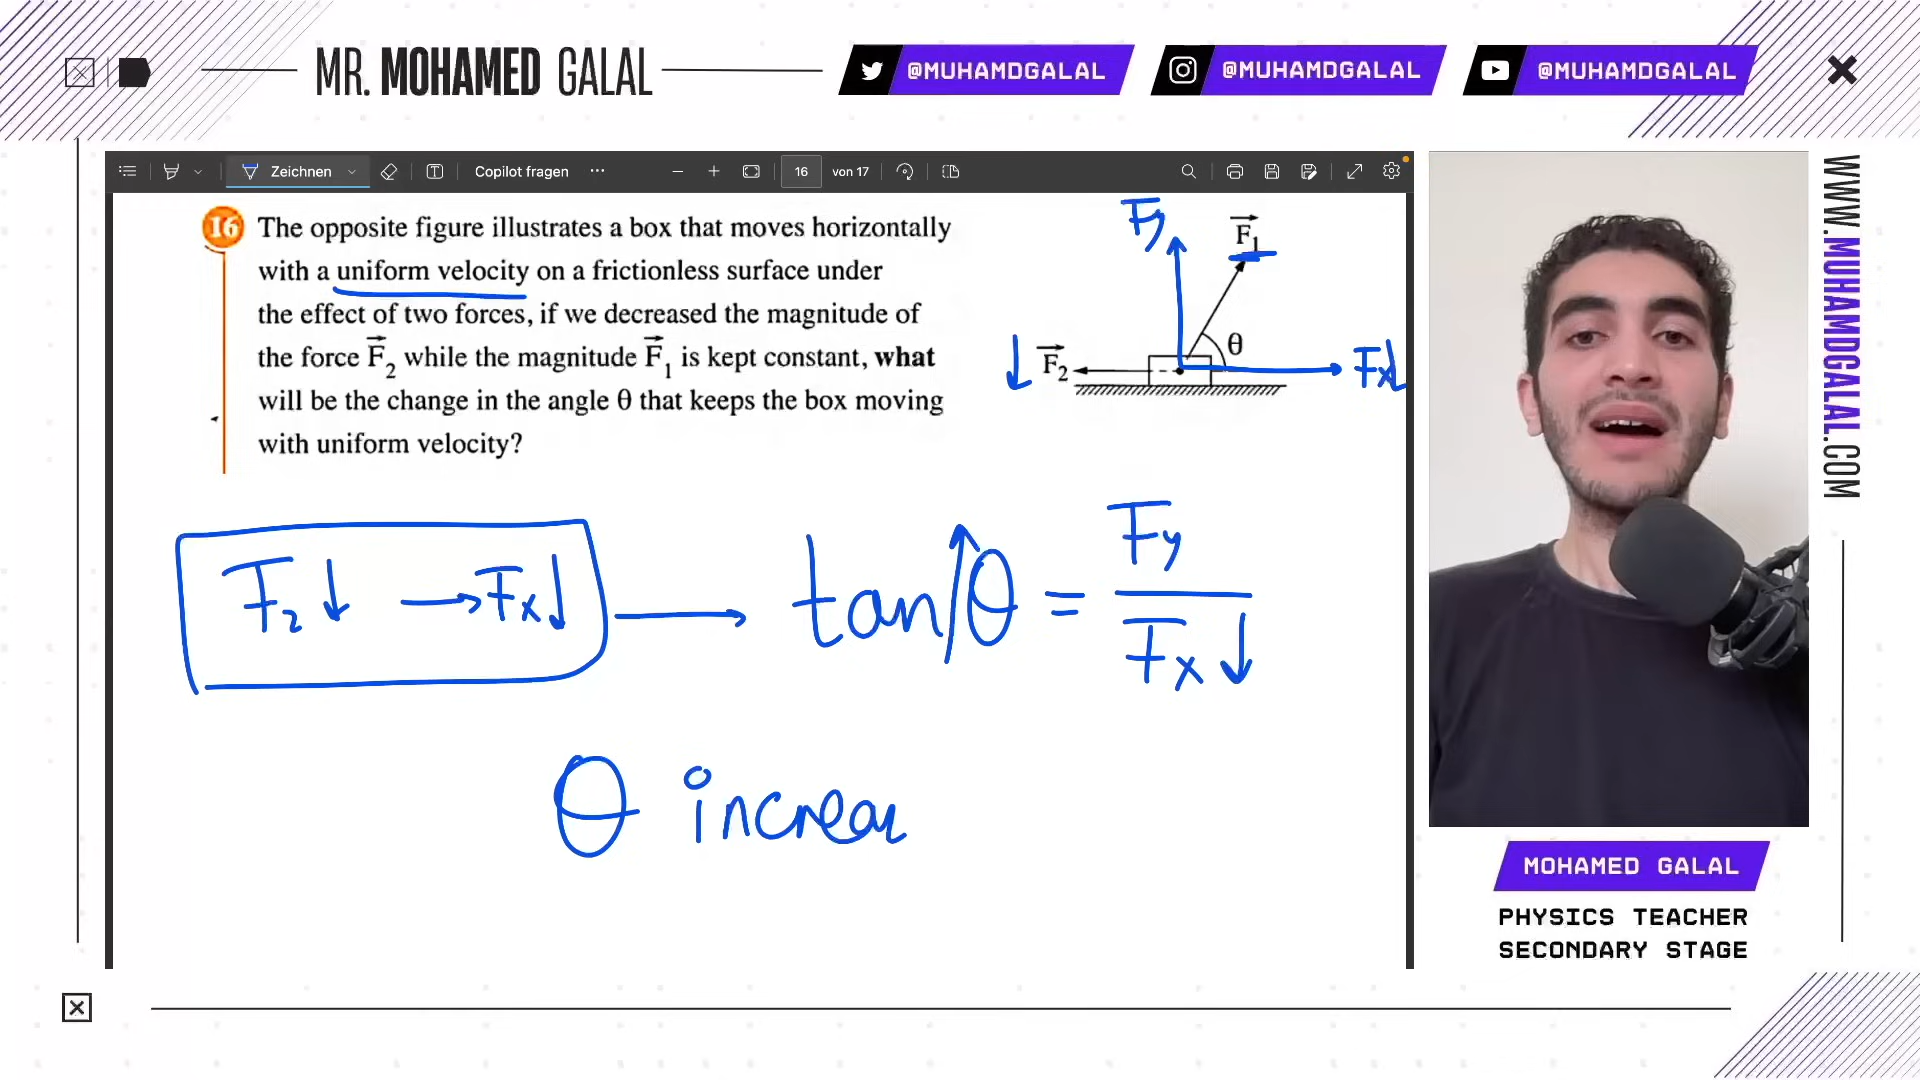 MR. MOHAMED GALAL
@MUHAMDGALAL
@MUHAMDGALAL
@MUHAMDGALAL
WWW.MUHAMDGALAL.COM
Zeichnen
Copilot fragen
16 von 17
16 The opposite figure illustrates a box that moves horizontally
with a uniform velocity on a frictionless surface under
the effect of two forces, if we decreased the magnitude of
the force F⃗₂ while the magnitude F⃗₁ is kept constant, what
will be the change in the angle θ that keeps the box moving
with uniform velocity?
Fy
F⃗₁
θ
↓ F⃗₂
Fx↓
F₂↓ → Fx↓ → tan θ↑ = Fy / Fx↓
θ increa
MOHAMED GALAL
PHYSICS TEACHER
SECONDARY STAGE